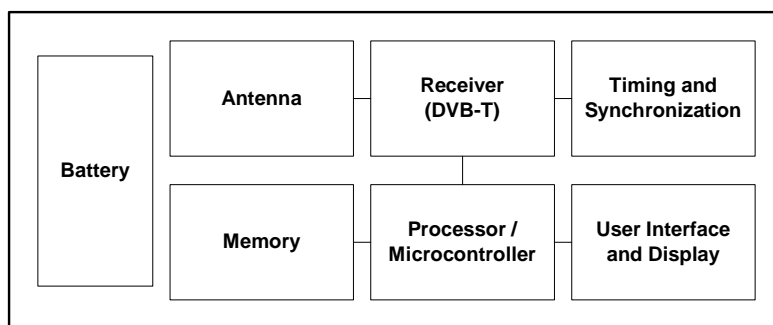 Battery
Antenna
Receiver
(DVB-T)
Timing and
Synchronization
Memory
Processor /
Microcontroller
User Interface
and Display